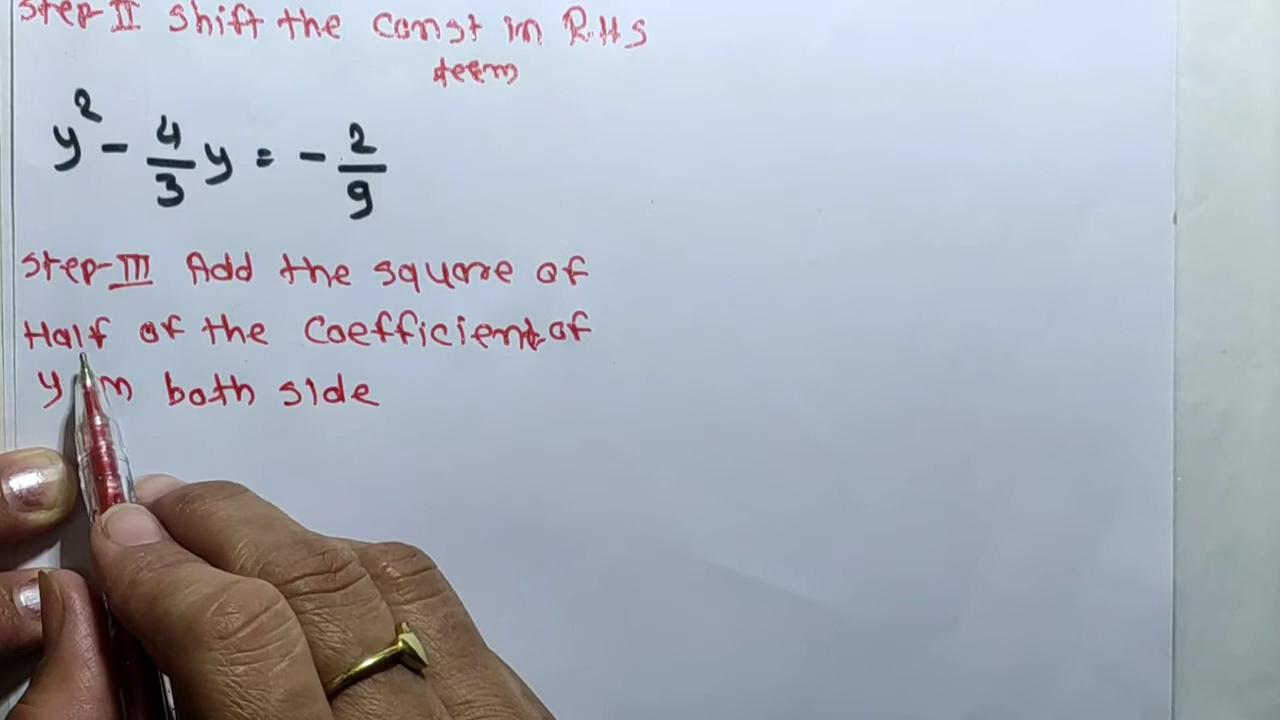 Step-II Shift the Const in R.H.S
term
y² - 4/3 y = - 2/9
Step-III Add the square of
Half of the Coefficient of
y in both side